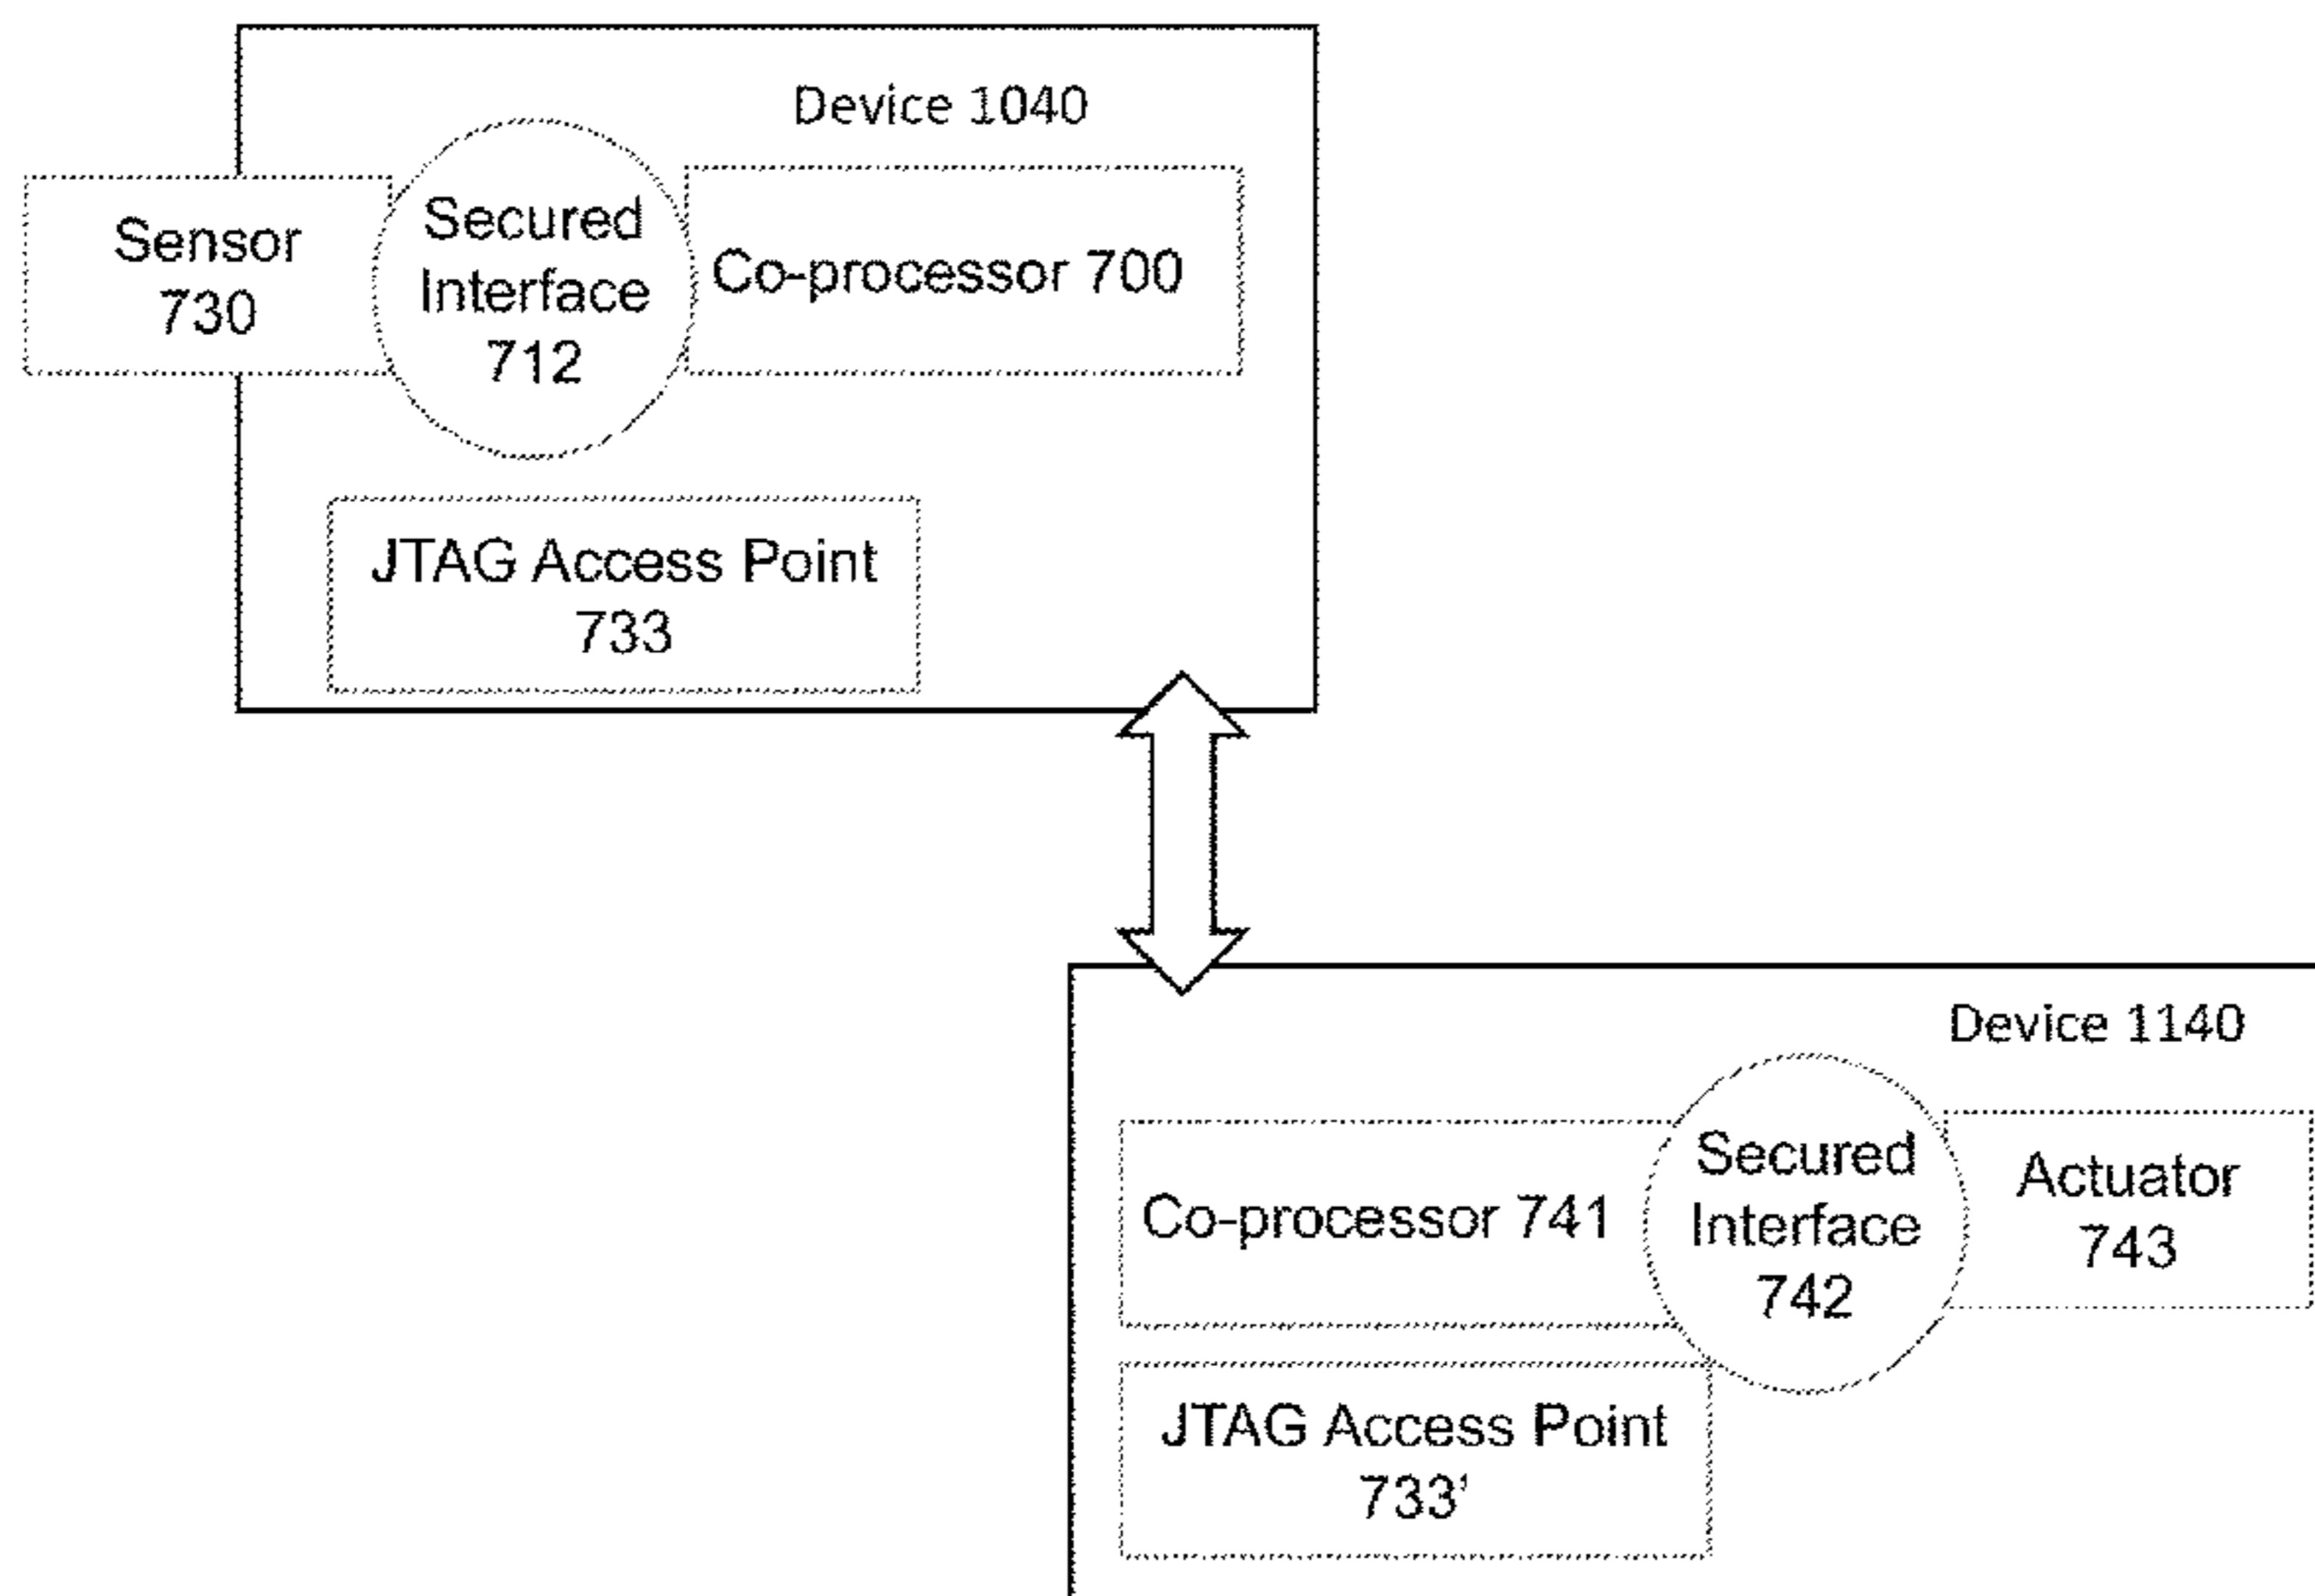 Device 1040
Sensor
730
Secured
Interface
712
Co-processor 700
JTAG Access Point
733
Device 1140
Co-processor 741
Secured
Interface
742
Actuator
743
JTAG Access Point
733'